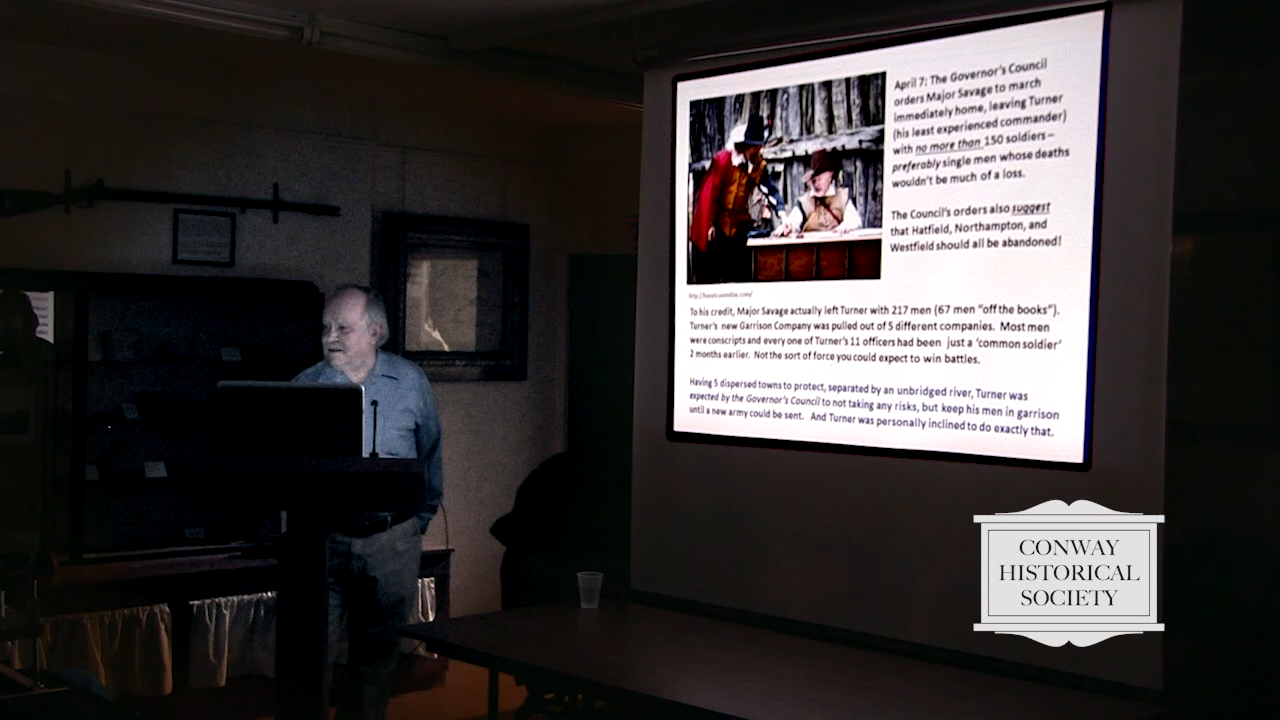 April 7: The Governor's Council
orders Major Savage to march
immediately home, leaving Turner
(his least experienced commander)
with no more than 150 soldiers–
preferably single men whose deaths
wouldn't be much of a loss.
The Council's orders also suggest
that Hatfield, Northampton, and
Westfield should all be abandoned!
To his credit, Major Savage actually left Turner with 217 men (67 men "off the books").
Turner's new Garrison Company was pulled out of 5 different companies. Most men
were conscripts and every one of Turner's 11 officers had been just a 'common soldier'
2 months earlier. Not the sort of force you could expect to win battles.
Having 5 dispersed towns to protect, separated by an unbridged river, Turner was
expected by the Governor's Council to not taking any risks, but keep his men in garrison
until a new army could be sent. And Turner was personally inclined to do exactly that.
CONWAY
HISTORICAL
SOCIETY